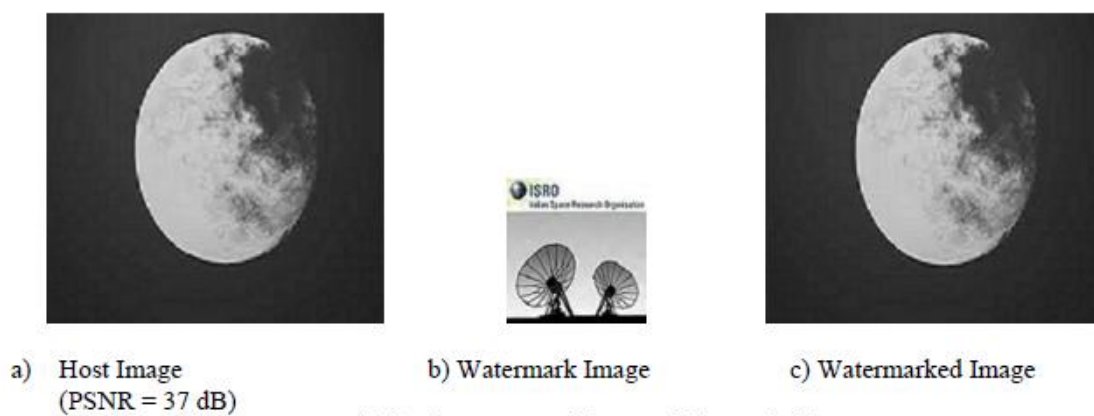 ISRO
Indian Space Research Organisation
a) Host Image
(PSNR = 37 dB)
b) Watermark Image
c) Watermarked Image